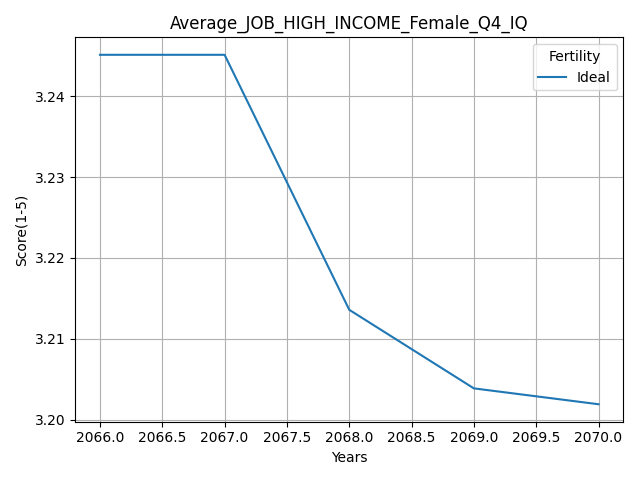 Average_JOB_HIGH_INCOME_Female_Q4_IQ
Fertility
Ideal
Score(1-5)
3.24
3.23
3.22
3.21
3.20
2066.0 2066.5 2067.0 2067.5 2068.0 2068.5 2069.0 2069.5 2070.0
Years